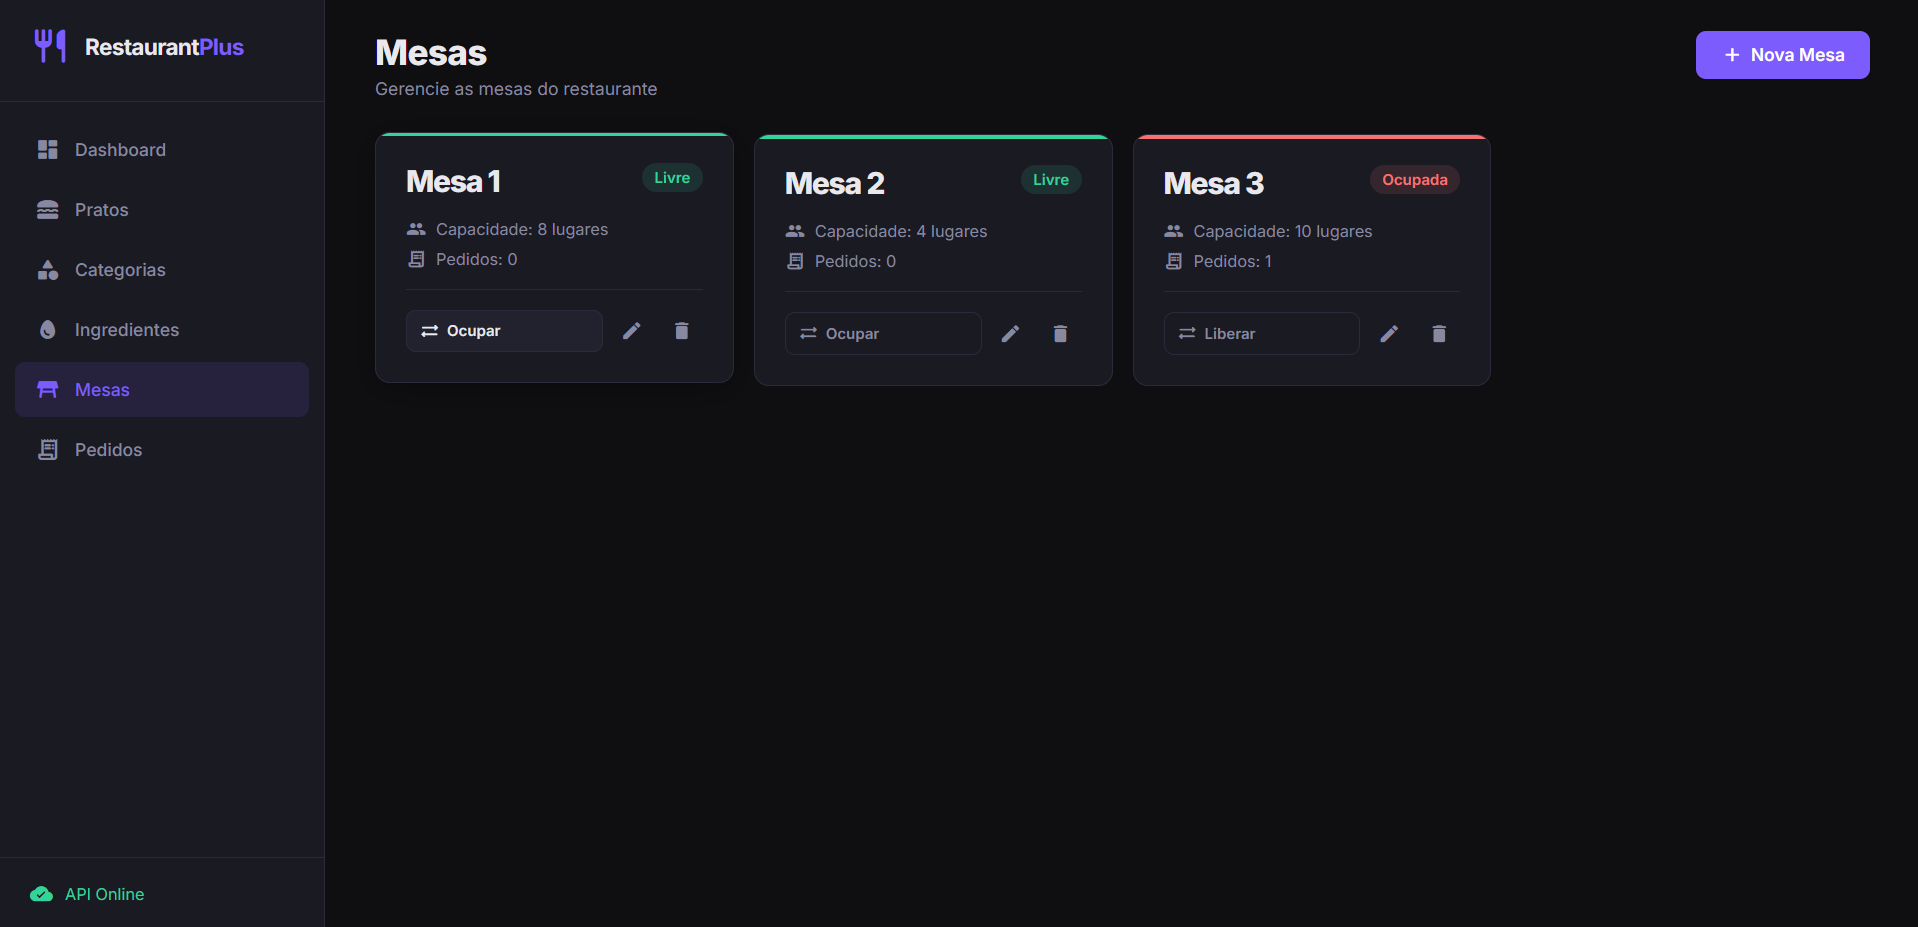 RestaurantPlus
Dashboard
Pratos
Categorias
Ingredientes
Mesas
Pedidos
API Online
Mesas
Gerencie as mesas do restaurante
Nova Mesa
Mesa 1
Livre
Capacidade: 8 lugares
Pedidos: 0
Ocupar
Mesa 2
Livre
Capacidade: 4 lugares
Pedidos: 0
Ocupar
Mesa 3
Ocupada
Capacidade: 10 lugares
Pedidos: 1
Liberar